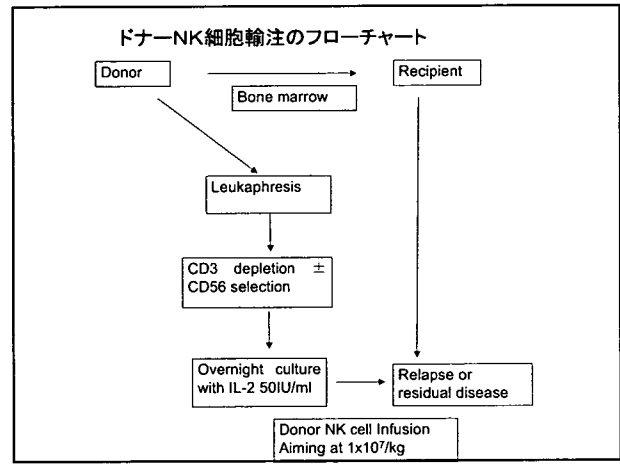 ドナーNK細胞輸注のフローチャート
Donor
Recipient
Bone marrow
Leukaphresis
CD3 depletion ±
CD56 selection
Overnight culture
with IL-2 50IU/ml
Relapse or
residual disease
Donor NK cell Infusion
Aiming at 1x10⁷/kg